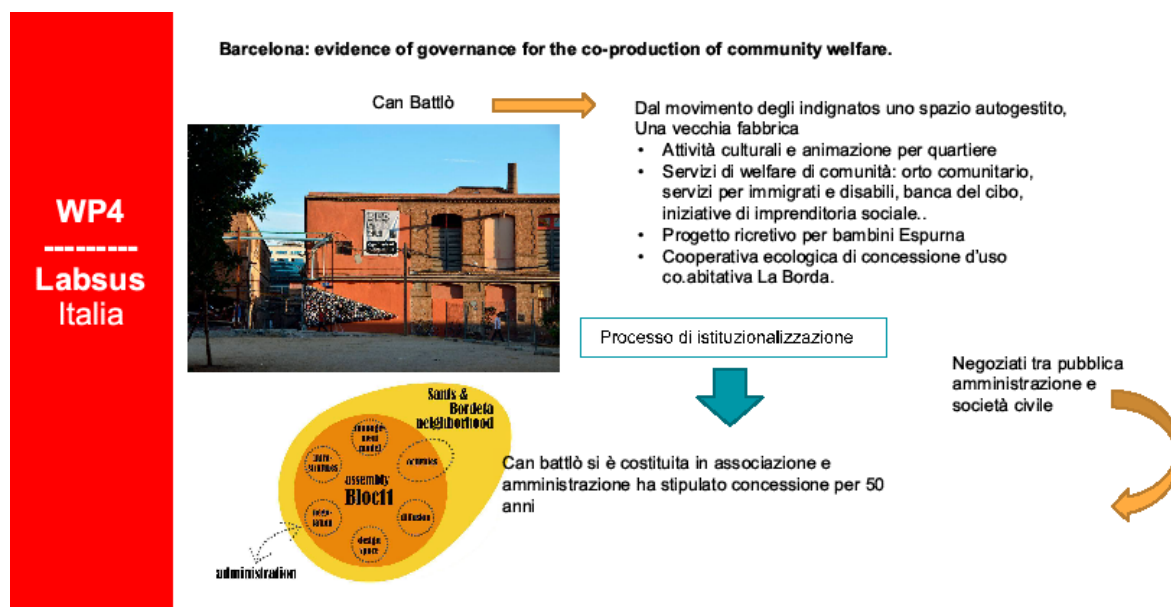 Barcelona: evidence of governance for the co-production of community welfare.
WP4
---------
Labsus
Italia
Can Battlò
Dal movimento degli indignatos uno spazio autogestito,
Una vecchia fabbrica
• Attività culturali e animazione per quartiere
• Servizi di welfare di comunità: orto comunitario,
servizi per immigrati e disabili, banca del cibo,
iniziative di imprenditoria sociale..
• Progetto ricretivo per bambini Espurna
• Cooperativa ecologica di concessione d'uso
co.abitativa La Borda.
Processo di istituzionalizzazione
Negoziati tra pubblica
amministrazione e
società civile
Can battlò si è costituita in associazione e
amministrazione ha stipulato concessione per 50
anni
Sants &
Bordeta
neighborhood
activities
assembly
Bloc11
diffusion
design
space
administration